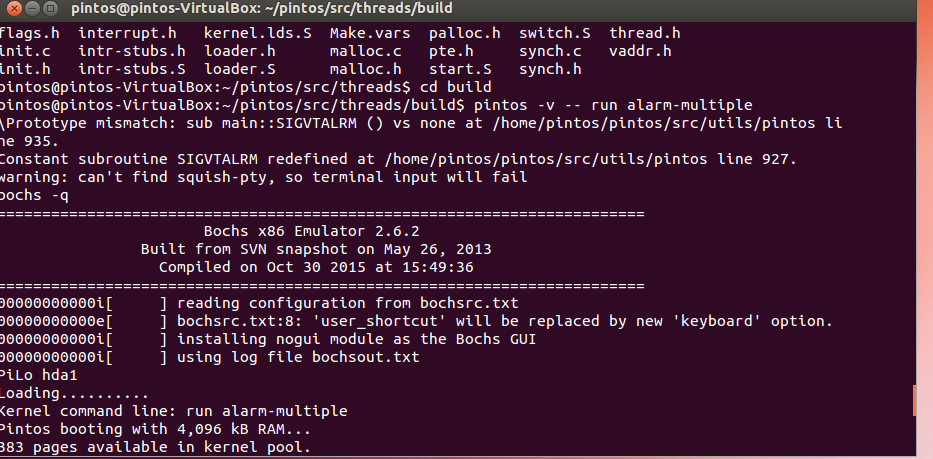 pintos@pintos-VirtualBox: ~/pintos/src/threads/build
flags.h interrupt.h kernel.lds.S Make.vars palloc.h switch.S thread.h
init.c intr-stubs.h loader.h malloc.c pte.h synch.c vaddr.h
init.h intr-stubs.S loader.S malloc.h start.S synch.h
pintos@pintos-VirtualBox:~/pintos/src/threads$ cd build
pintos@pintos-VirtualBox:~/pintos/src/threads/build$ pintos -v -- run alarm-multiple
\Prototype mismatch: sub main::SIGVTALRM () vs none at /home/pintos/pintos/src/utils/pintos li
ne 935.
Constant subroutine SIGVTALRM redefined at /home/pintos/pintos/src/utils/pintos line 927.
warning: can't find squish-pty, so terminal input will fail
bochs -q
========================================================================
Bochs x86 Emulator 2.6.2
Built from SVN snapshot on May 26, 2013
Compiled on Oct 30 2015 at 15:49:36
========================================================================
00000000000i[     ] reading configuration from bochsrc.txt
00000000000e[     ] bochsrc.txt:8: 'user_shortcut' will be replaced by new 'keyboard' option.
00000000000i[     ] installing nogui module as the Bochs GUI
00000000000i[     ] using log file bochsout.txt
PiLo hda1
Loading..........
Kernel command line: run alarm-multiple
Pintos booting with 4,096 kB RAM...
383 pages available in kernel pool.